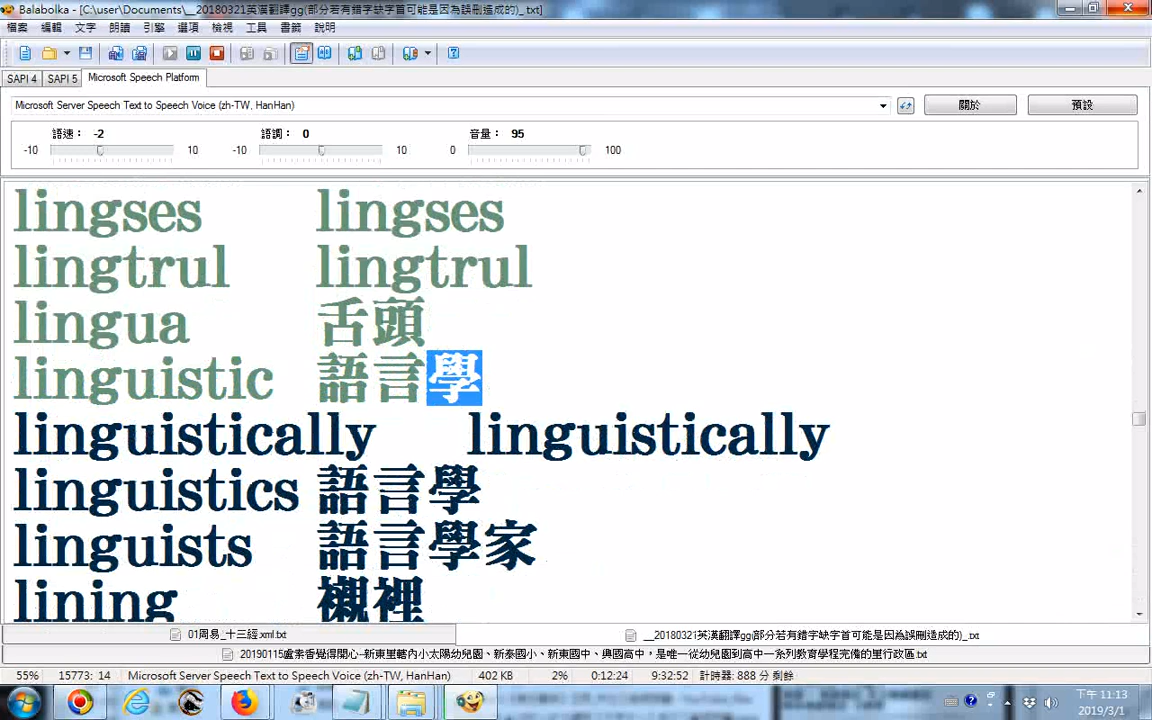 Balabolka - [C:\user\Documents\__20180321英漢翻譯gg(部分若有錯字缺字首可能是因為誤刪造成的)_.txt]
檔案 編輯 文字 朗讀 引擎 選項 檢視 工具 書籤 說明
SAPI 4 SAPI 5 Microsoft Speech Platform
Microsoft Server Speech Text to Speech Voice (zh-TW, HanHan) 關於 預設
語速： -2 語調： 0 音量： 95
-10 10 -10 10 0 100
lingses lingses
lingtrul lingtrul
lingua 舌頭
linguistic 語言學
linguistically linguistically
linguistics 語言學
linguists 語言學家
lining 襯裡
01周易_十三經.xml.txt __20180321英漢翻譯gg(部分若有錯字缺字首可能是因為誤刪造成的)_.txt
20190115盧素香覺得開心-新東里轄內小太陽幼兒園、新泰國小、新東國中、興國高中，是唯一從幼兒園到高中一系列教育學程完備的里行政區.txt
55% 15773: 14 Microsoft Server Speech Text to Speech Voice (zh-TW, HanHan) 402 KB 2% 0:12:24 9:32:52 計時器: 888 分 剩餘
下午 11:13
2019/3/1